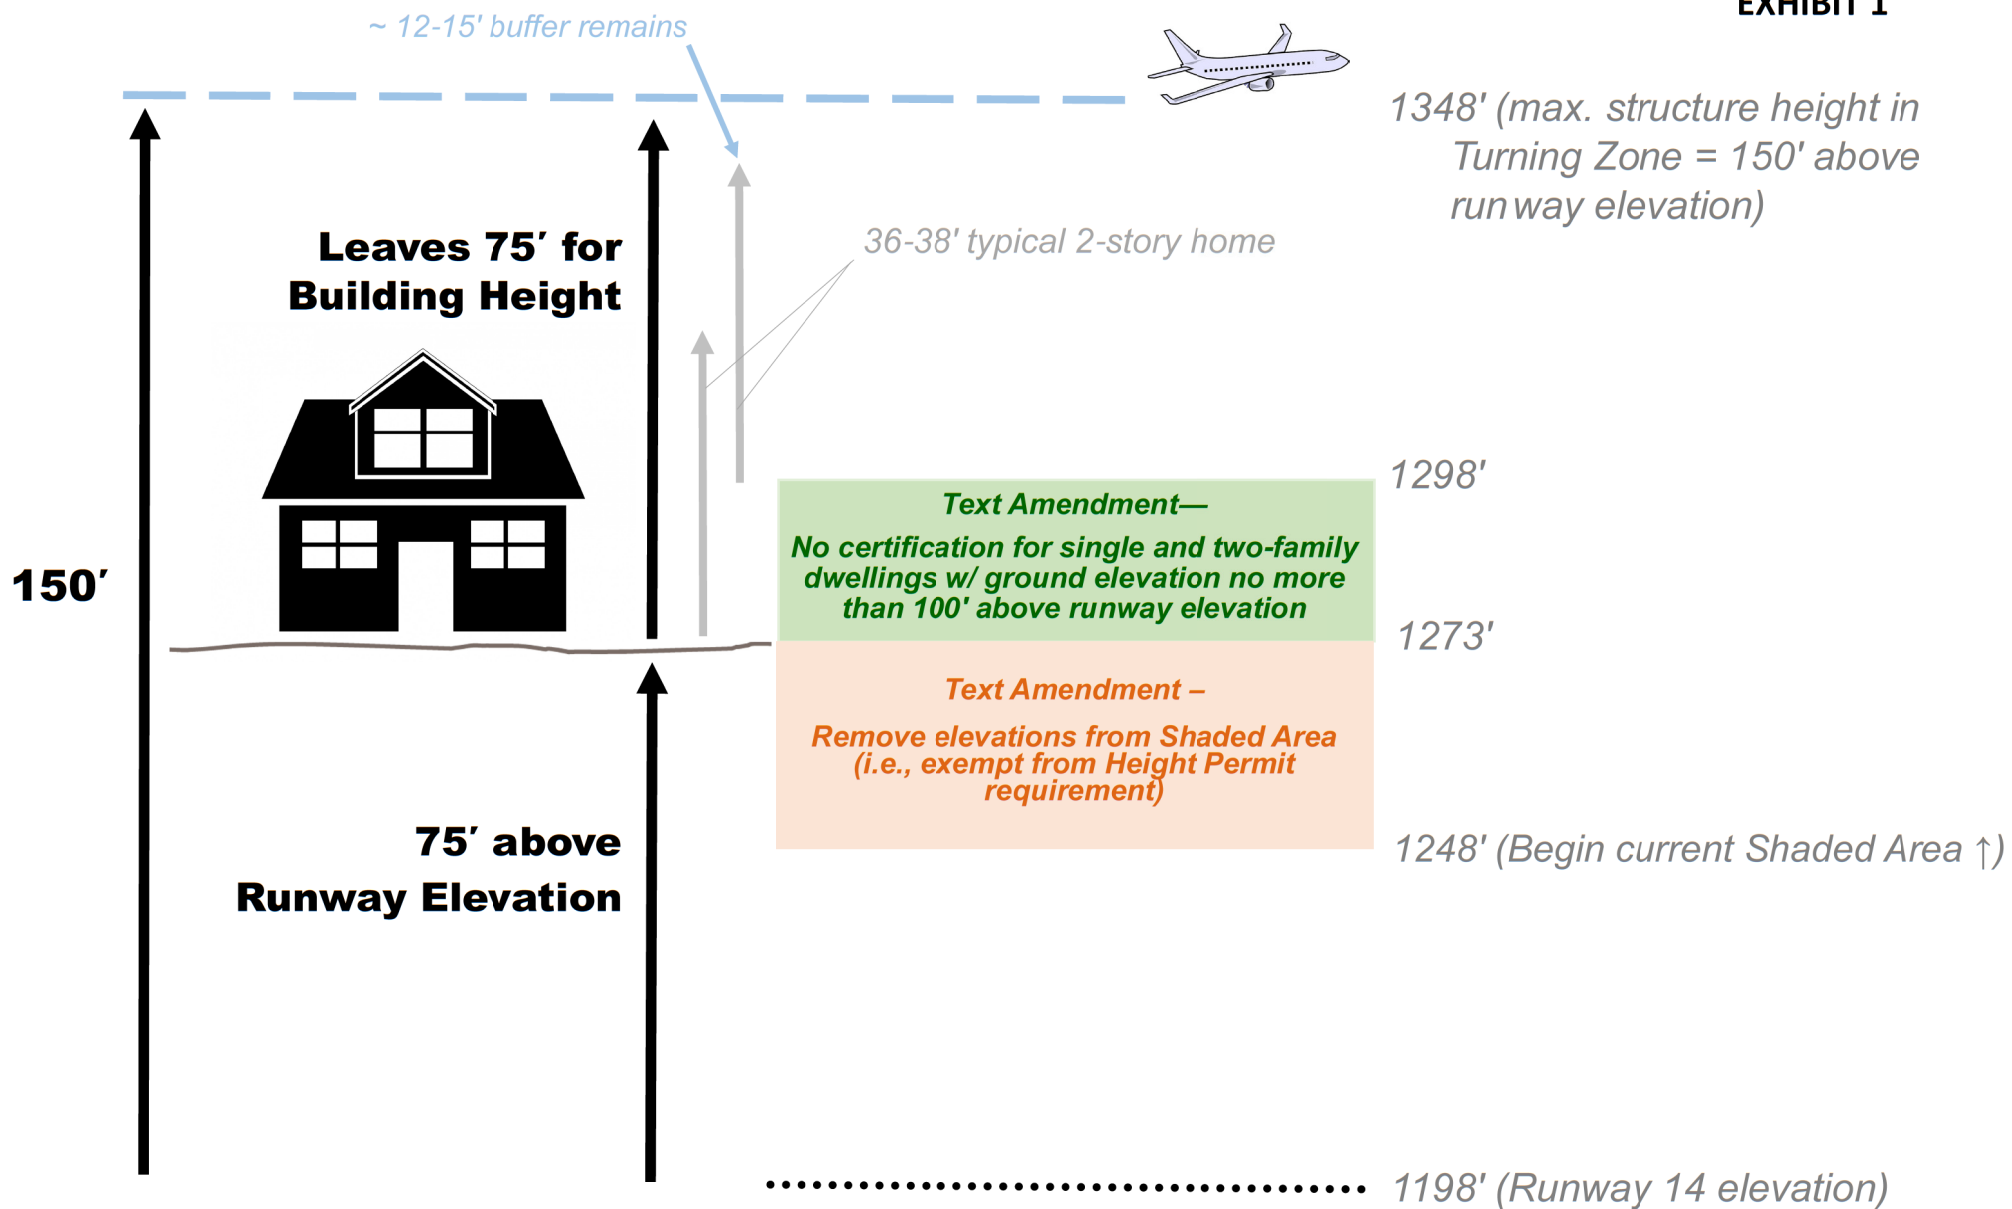 EXHIBIT 1
~ 12-15' buffer remains
1348' (max. structure height in
Turning Zone = 150' above
runway elevation)
Leaves 75′ for
Building Height
36-38' typical 2-story home
1298'
Text Amendment—
No certification for single and two-family
dwellings w/ ground elevation no more
than 100' above runway elevation
150′
1273'
Text Amendment –
Remove elevations from Shaded Area
(i.e., exempt from Height Permit
requirement)
75′ above
Runway Elevation
1248' (Begin current Shaded Area ↑)
1198' (Runway 14 elevation)